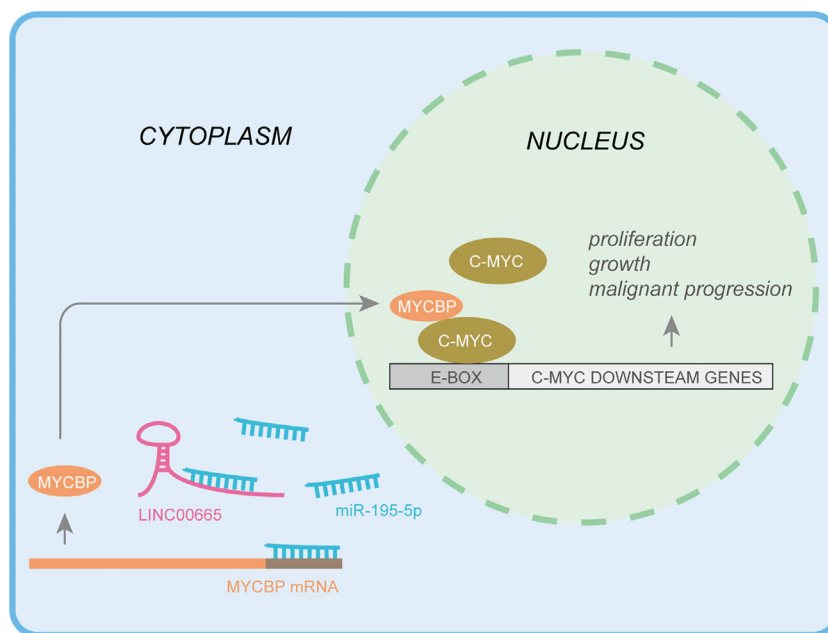 CYTOPLASM
NUCLEUS
C-MYC
proliferation
growth
malignant progression
MYCBP
C-MYC
E-BOX
C-MYC DOWNSTEAM GENES
MYCBP
LINC00665
miR-195-5p
MYCBP mRNA